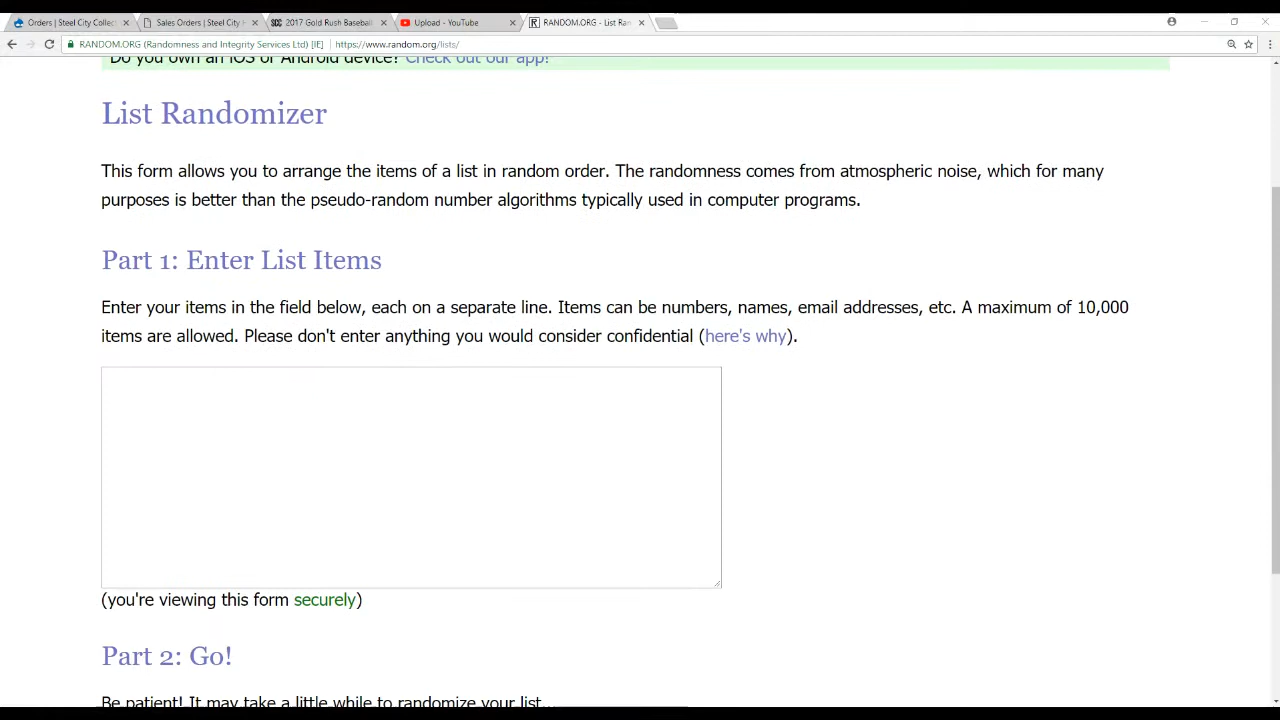 Orders | Steel City Collec
Sales Orders | Steel City H
2017 Gold Rush Baseball
Upload - YouTube
RANDOM.ORG - List Ran
RANDOM.ORG (Randomness and Integrity Services Ltd) [IE]
https://www.random.org/lists/
Do you own an iOS or Android device? Check out our app!
List Randomizer
This form allows you to arrange the items of a list in random order. The randomness comes from atmospheric noise, which for many
purposes is better than the pseudo-random number algorithms typically used in computer programs.
Part 1: Enter List Items
Enter your items in the field below, each on a separate line. Items can be numbers, names, email addresses, etc. A maximum of 10,000
items are allowed. Please don't enter anything you would consider confidential (here's why).
(you're viewing this form securely)
Part 2: Go!
Be patient! It may take a little while to randomize your list...